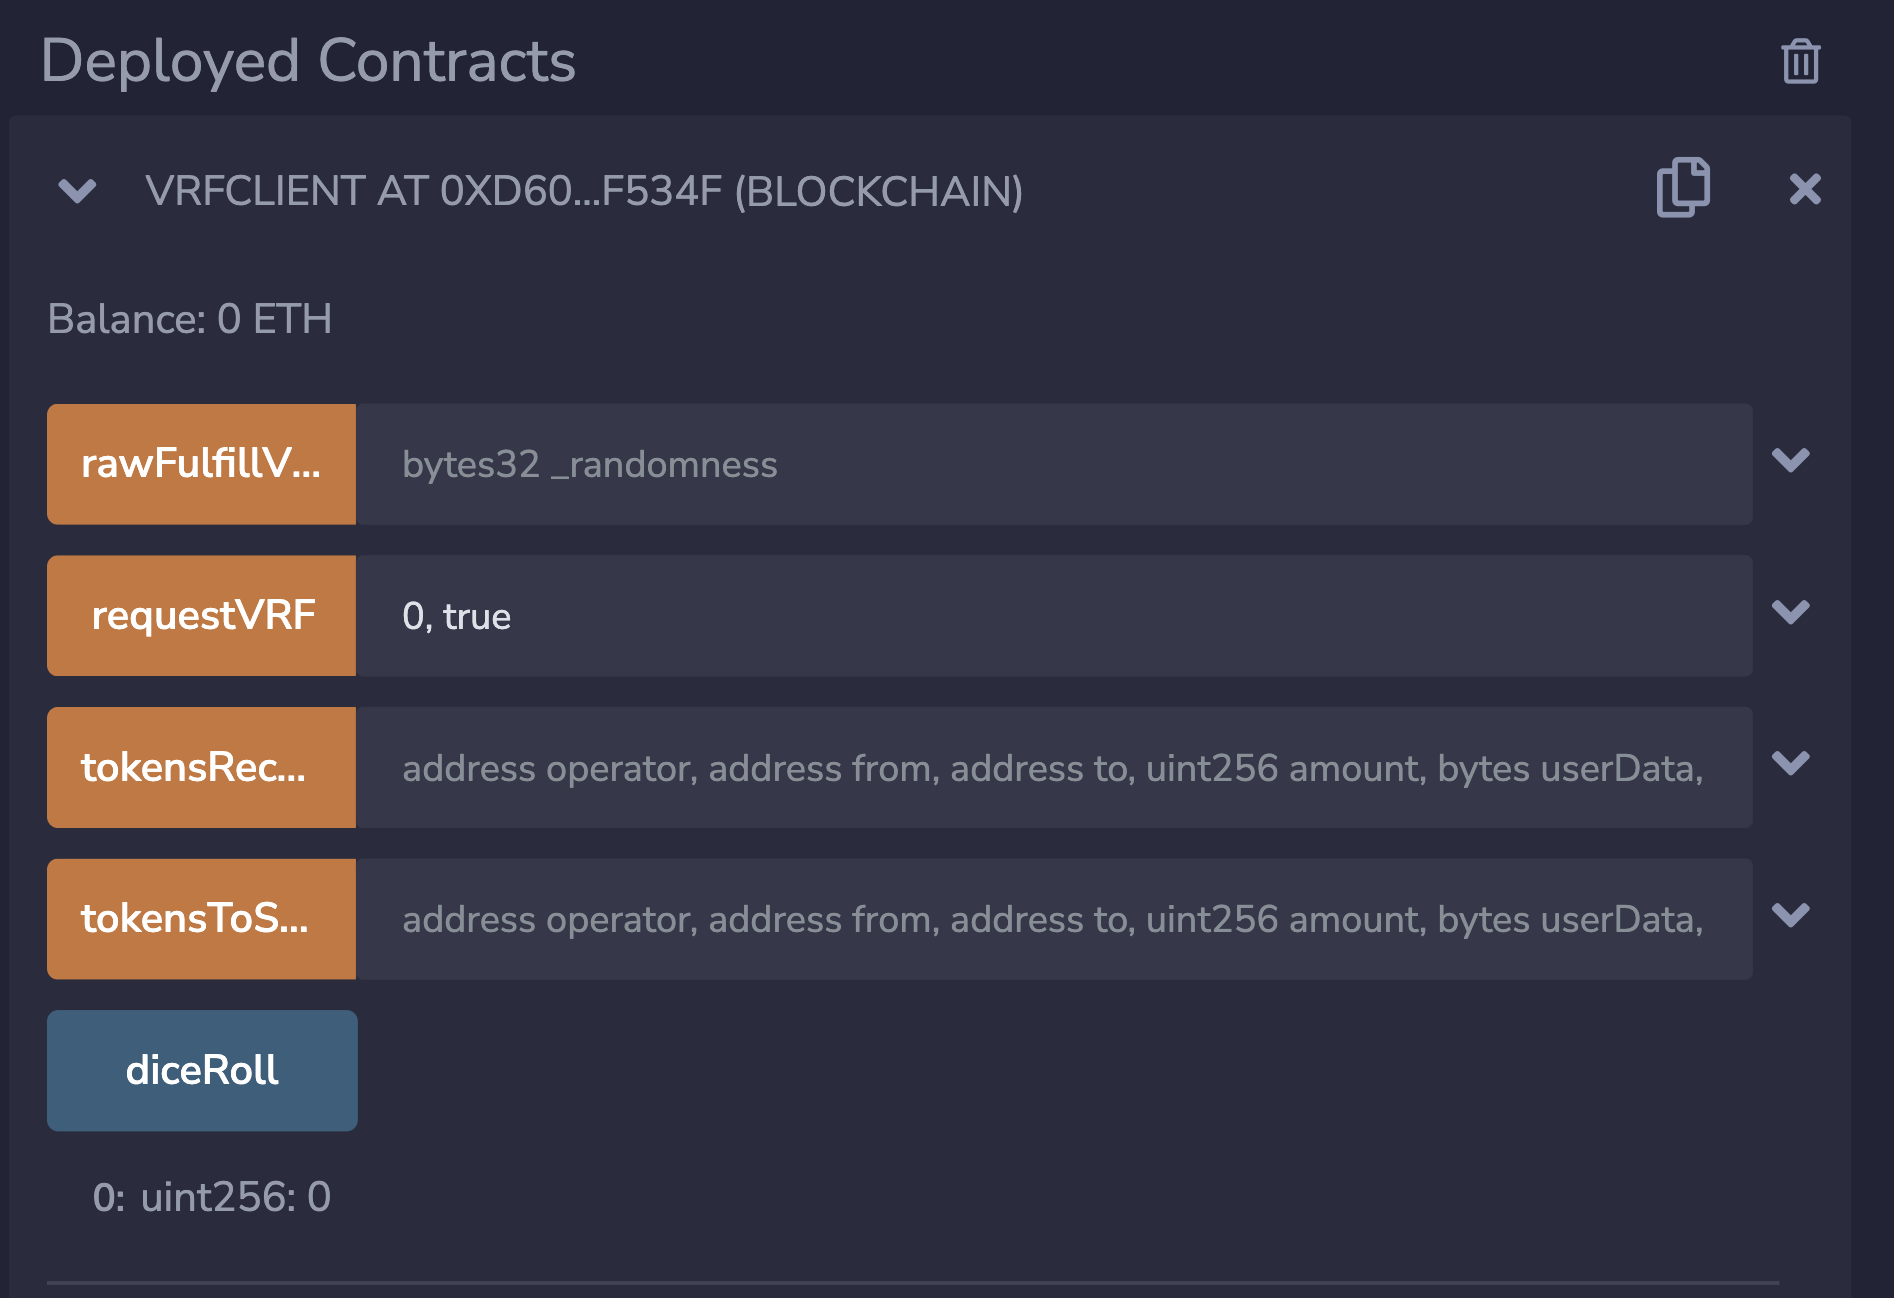 Deployed Contracts
VRFCLIENT AT 0XD60...F534F (BLOCKCHAIN)
Balance: 0 ETH
rawFulfillV... bytes32 _randomness
requestVRF 0, true
tokensRec... address operator, address from, address to, uint256 amount, bytes userData,
tokensToS... address operator, address from, address to, uint256 amount, bytes userData,
diceRoll
0: uint256: 0